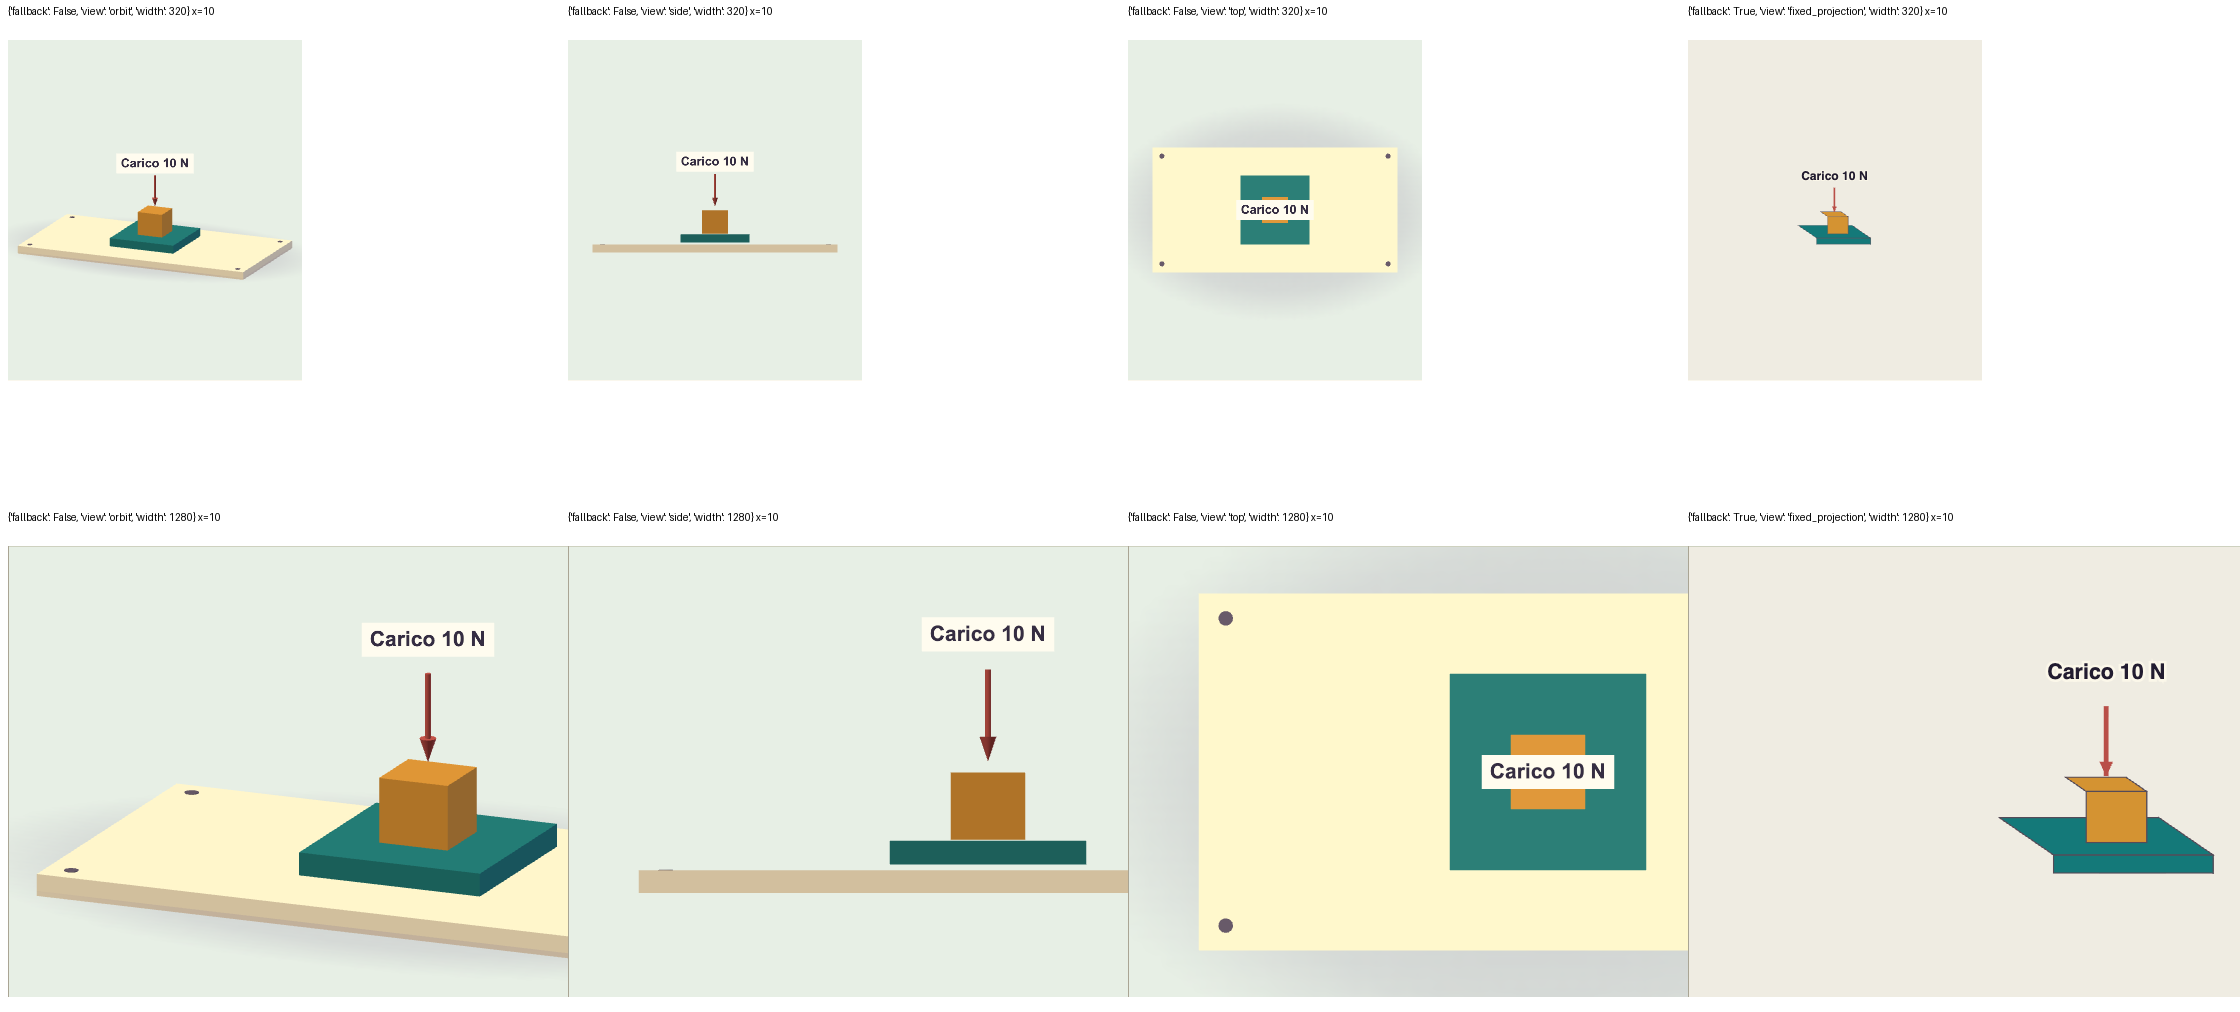 {'fallback': False, 'view': 'orbit', 'width': 320} x=10
{'fallback': False, 'view': 'side', 'width': 320} x=10
{'fallback': False, 'view': 'top', 'width': 320} x=10
{'fallback': True, 'view': 'fixed_projection', 'width': 320} x=10
Carico 10 N
Carico 10 N
Carico 10 N
Carico 10 N
{'fallback': False, 'view': 'orbit', 'width': 1280} x=10
{'fallback': False, 'view': 'side', 'width': 1280} x=10
{'fallback': False, 'view': 'top', 'width': 1280} x=10
{'fallback': True, 'view': 'fixed_projection', 'width': 1280} x=10
Carico 10 N
Carico 10 N
Carico 10 N
Carico 10 N